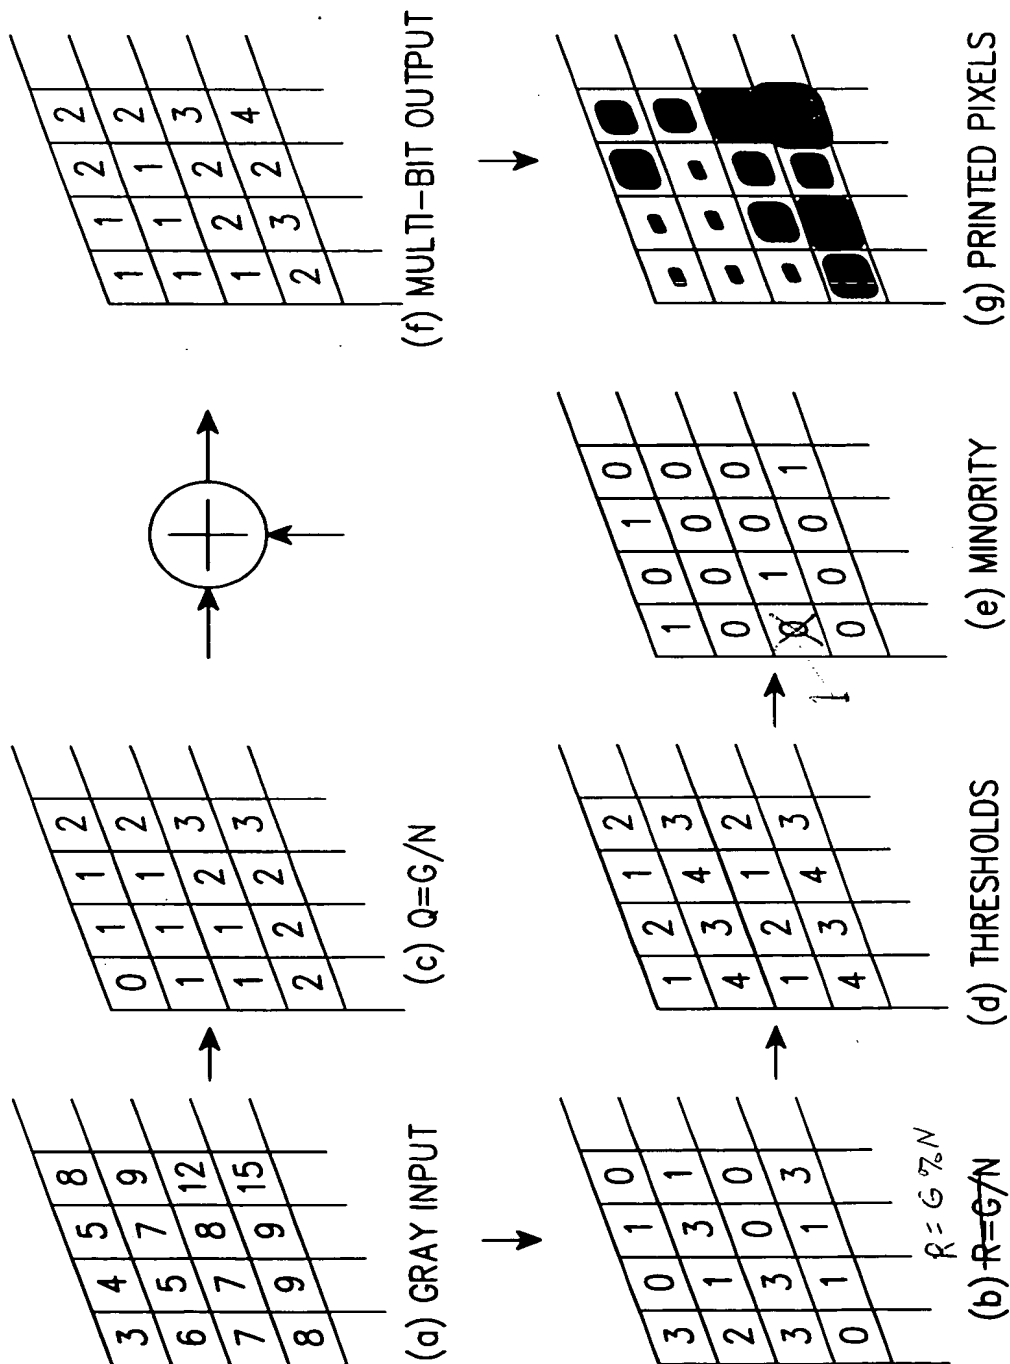 3 4 5 8
6 5 7 9
7 7 8 12
8 9 9 15
(a) GRAY INPUT
0 1 1 2
1 1 1 2
1 1 2 3
2 2 2 3
(c) Q=G/N
1 1 2 2
1 1 1 2
1 2 2 3
2 3 2 4
(f) MULTI-BIT OUTPUT
3 0 1 0
2 1 3 1
3 3 0 0
0 1 1 3
R=G%N
(b) R=G/N
1 2 1 2
4 3 4 3
1 2 1 2
4 3 4 3
(d) THRESHOLDS
1 0 1 0
0 0 0 0
0 1 0 0
0 0 0 1
1
(e) MINORITY
(g) PRINTED PIXELS